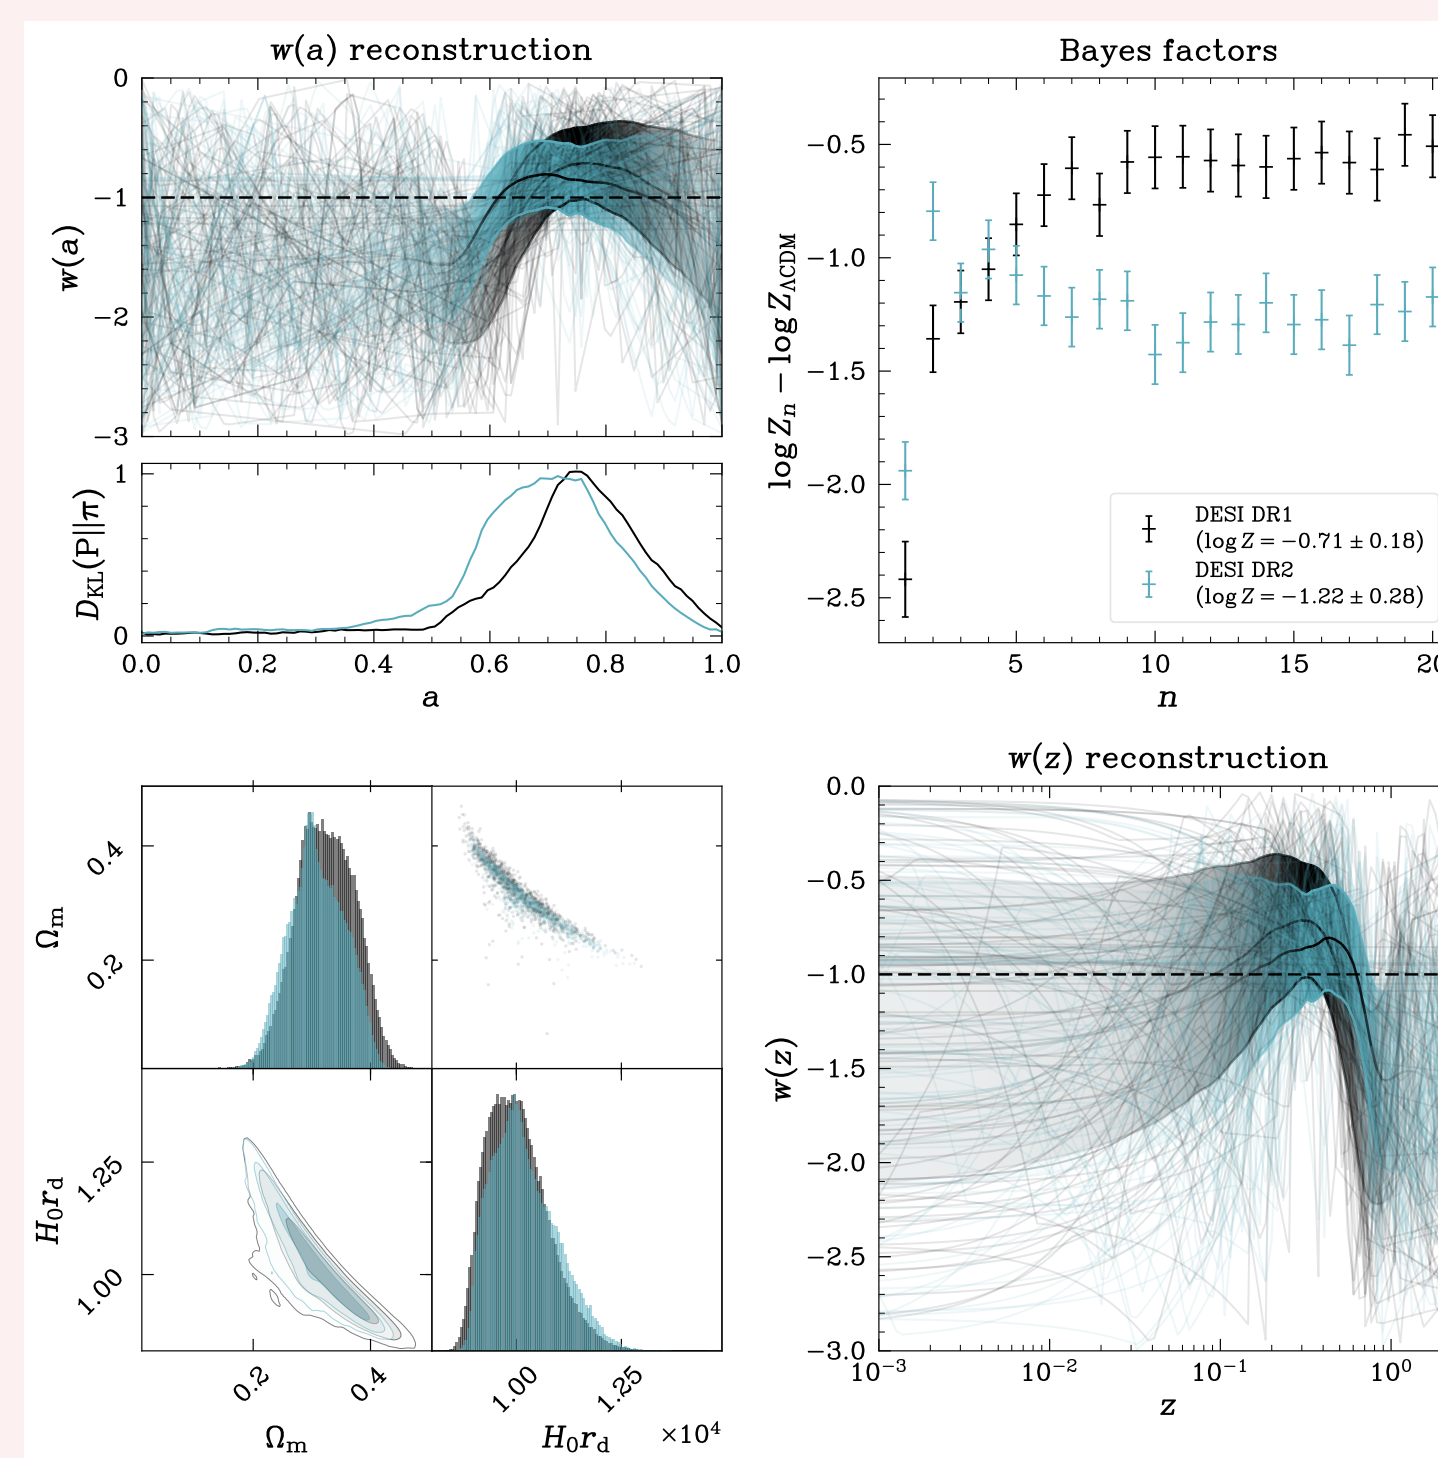 w(a) reconstruction
0
−1
−2
−3
w(a)
1
0
D_KL(P||π)
0.0 0.2 0.4 0.6 0.8 1.0
a
Bayes factors
−0.5
−1.0
−1.5
−2.0
−2.5
log Z_n − log Z_ΛCDM
DESI DR1
(log Z = −0.71 ± 0.18)
DESI DR2
(log Z = −1.22 ± 0.28)
5 10 15 20
n
0.4
0.2
Ω_m
1.25
1.00
H_0r_d
0.2 0.4 1.00 1.25
Ω_m H_0r_d ×10⁴
w(z) reconstruction
0.0
−0.5
−1.0
−1.5
−2.0
−2.5
−3.0
w(z)
10⁻³ 10⁻² 10⁻¹ 10⁰
z